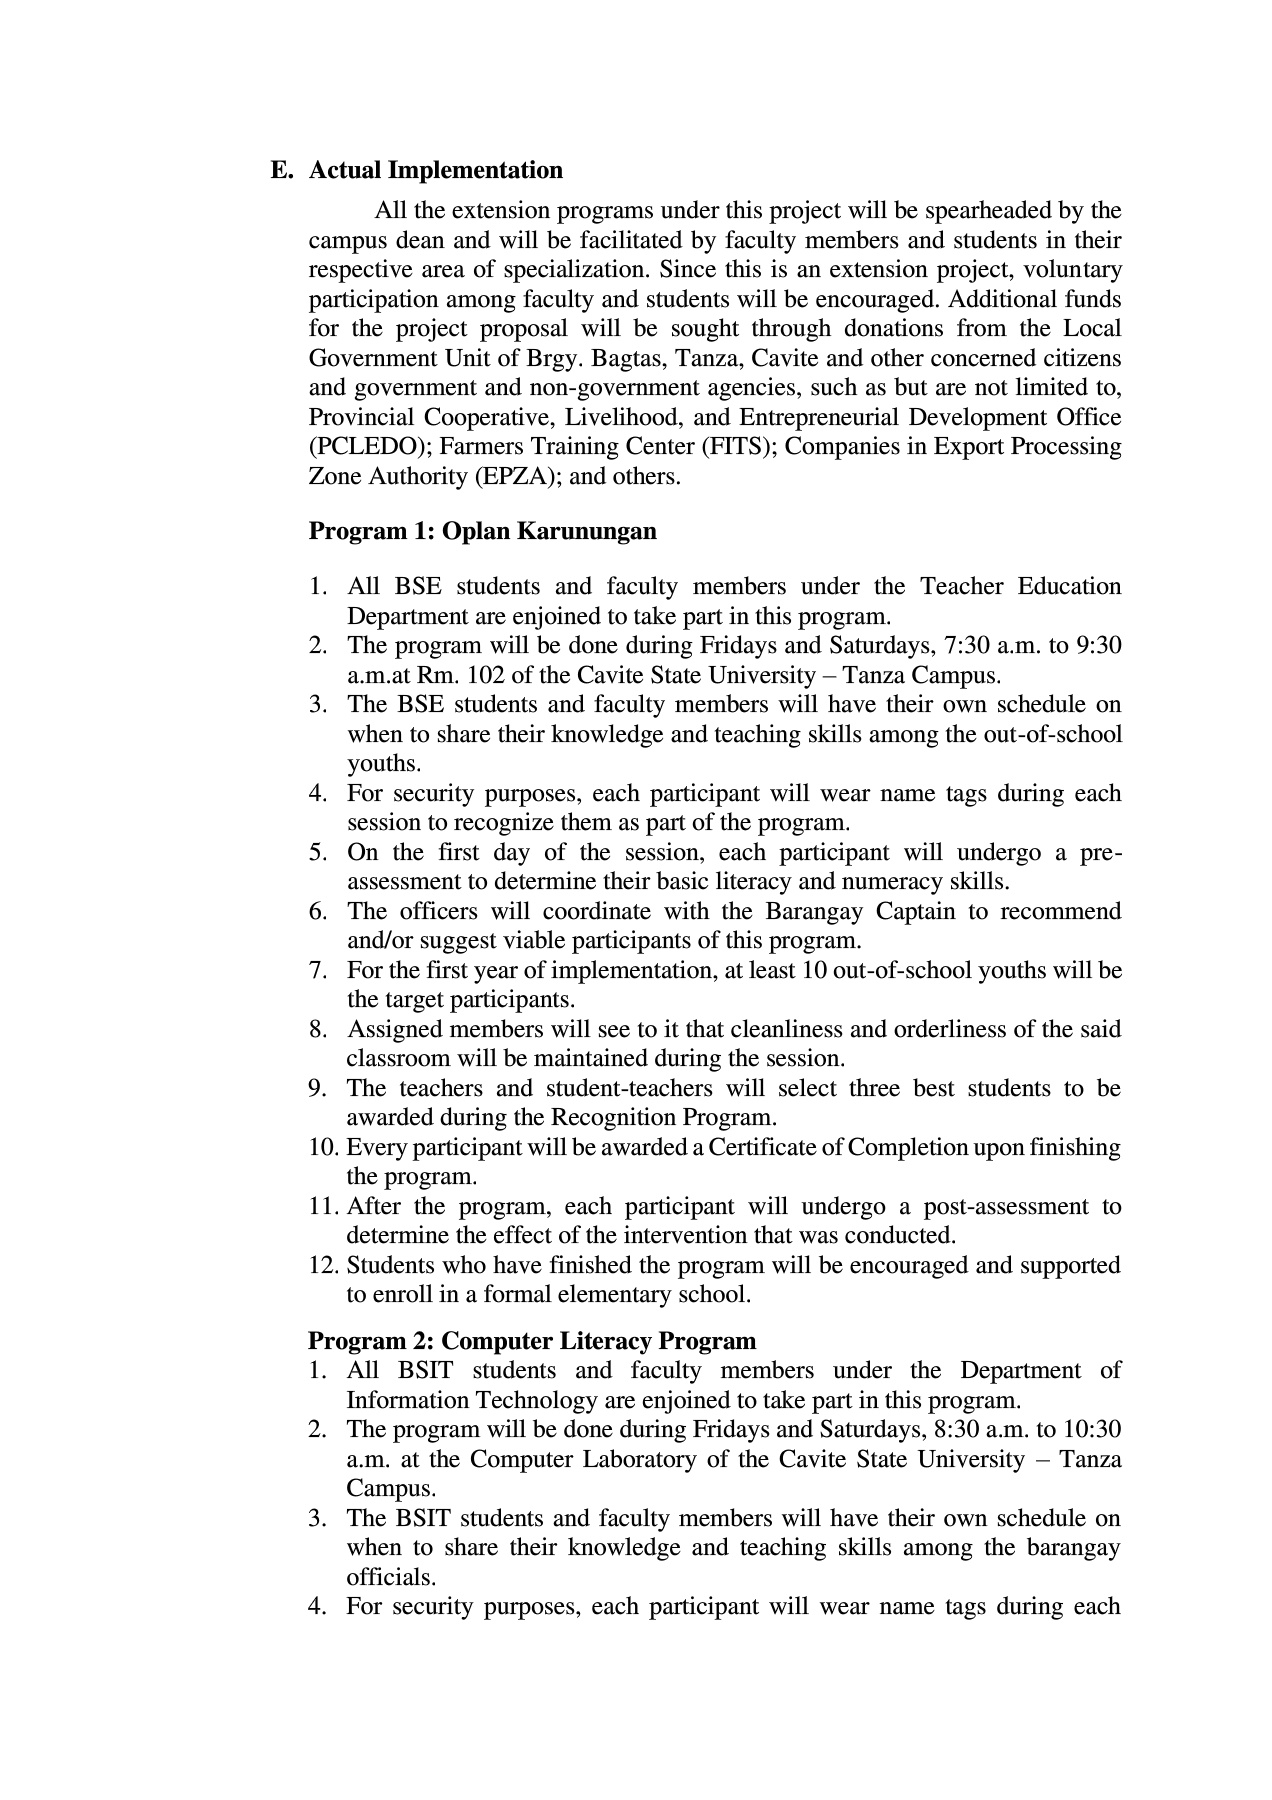 E. Actual Implementation
All the extension programs under this project will be spearheaded by the
campus dean and will be facilitated by faculty members and students in their
respective area of specialization. Since this is an extension project, voluntary
participation among faculty and students will be encouraged. Additional funds
for the project proposal will be sought through donations from the Local
Government Unit of Brgy. Bagtas, Tanza, Cavite and other concerned citizens
and government and non-government agencies, such as but are not limited to,
Provincial Cooperative, Livelihood, and Entrepreneurial Development Office
(PCLEDO); Farmers Training Center (FITS); Companies in Export Processing
Zone Authority (EPZA); and others.
Program 1: Oplan Karunungan
1. All BSE students and faculty members under the Teacher Education
Department are enjoined to take part in this program.
2. The program will be done during Fridays and Saturdays, 7:30 a.m. to 9:30
a.m.at Rm. 102 of the Cavite State University – Tanza Campus.
3. The BSE students and faculty members will have their own schedule on
when to share their knowledge and teaching skills among the out-of-school
youths.
4. For security purposes, each participant will wear name tags during each
session to recognize them as part of the program.
5. On the first day of the session, each participant will undergo a pre-
assessment to determine their basic literacy and numeracy skills.
6. The officers will coordinate with the Barangay Captain to recommend
and/or suggest viable participants of this program.
7. For the first year of implementation, at least 10 out-of-school youths will be
the target participants.
8. Assigned members will see to it that cleanliness and orderliness of the said
classroom will be maintained during the session.
9. The teachers and student-teachers will select three best students to be
awarded during the Recognition Program.
10. Every participant will be awarded a Certificate of Completion upon finishing
the program.
11. After the program, each participant will undergo a post-assessment to
determine the effect of the intervention that was conducted.
12. Students who have finished the program will be encouraged and supported
to enroll in a formal elementary school.
Program 2: Computer Literacy Program
1. All BSIT students and faculty members under the Department of
Information Technology are enjoined to take part in this program.
2. The program will be done during Fridays and Saturdays, 8:30 a.m. to 10:30
a.m. at the Computer Laboratory of the Cavite State University – Tanza
Campus.
3. The BSIT students and faculty members will have their own schedule on
when to share their knowledge and teaching skills among the barangay
officials.
4. For security purposes, each participant will wear name tags during each